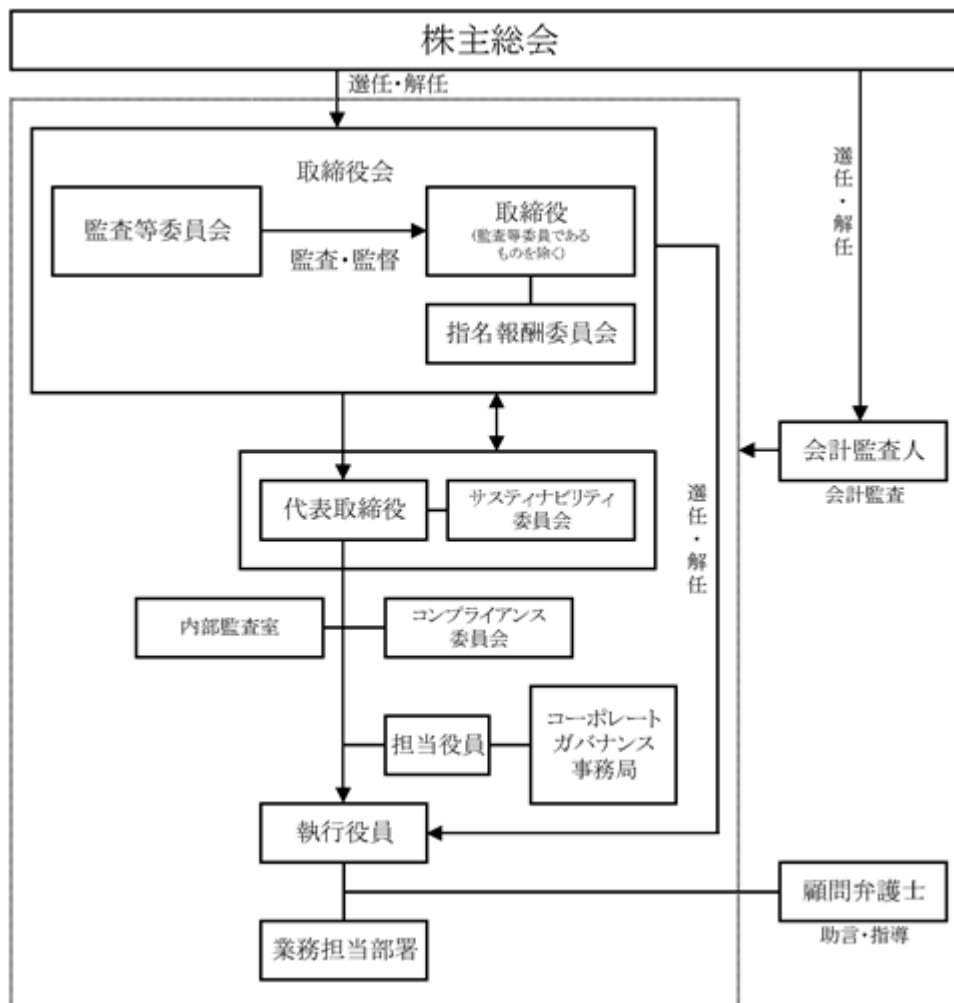 株主総会
選任・解任
選任・解任
取締役会
監査等委員会
監査・監督
取締役
(監査等委員である
ものを除く)
指名報酬委員会
会計監査人
会計監査
代表取締役
サスティナビリティ
委員会
選任・解任
内部監査室
コンプライアンス
委員会
担当役員
コーポレート
ガバナンス
事務局
執行役員
顧問弁護士
助言・指導
業務担当部署